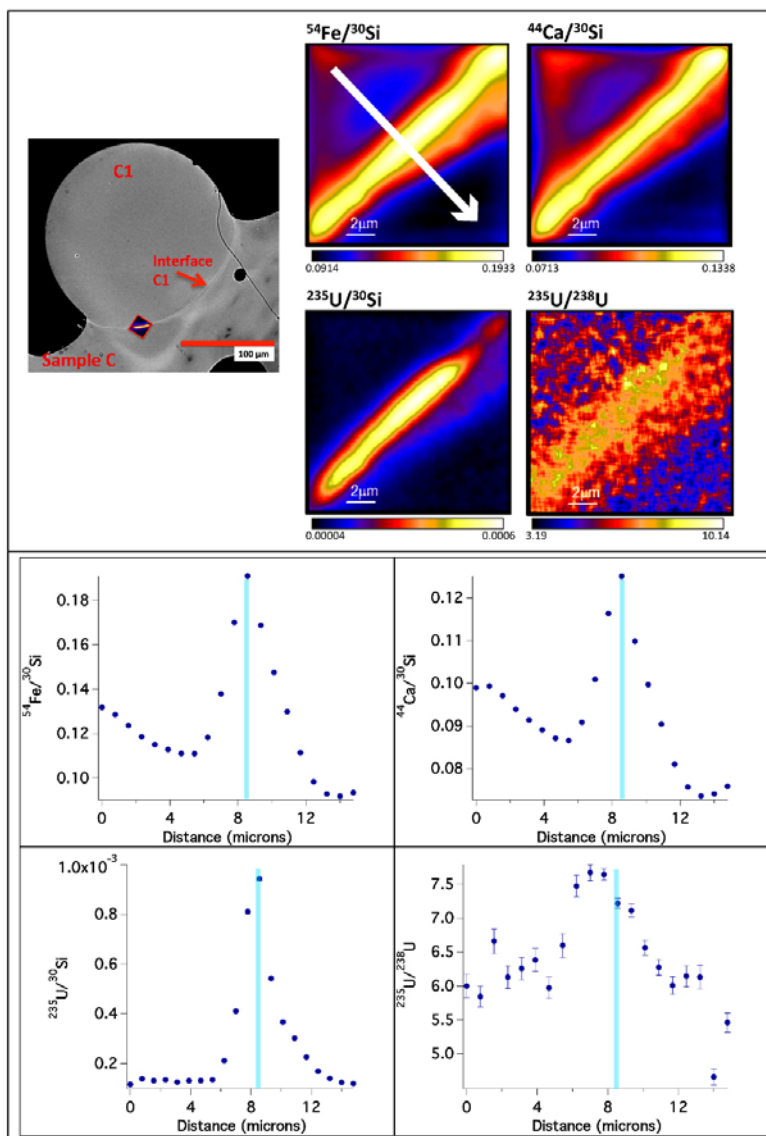 ⁵⁴Fe/³⁰Si
⁴⁴Ca/³⁰Si
C1
Interface
C1
Sample C
100 µm
2µm
2µm
0.0914 0.1933
0.0713 0.1338
²³⁵U/³⁰Si
²³⁵U/²³⁸U
2µm
2µm
0.00004 0.0006
3.19 10.14
⁵⁴Fe/³⁰Si
0.18
0.16
0.14
0.12
0.10
0 4 8 12
Distance (microns)
⁴⁴Ca/³⁰Si
0.12
0.11
0.10
0.09
0.08
0 4 8 12
Distance (microns)
²³⁵U/³⁰Si
1.0x10⁻³
0.8
0.6
0.4
0.2
0 4 8 12
Distance (microns)
²³⁵U/²³⁸U
7.5
7.0
6.5
6.0
5.5
5.0
0 4 8 12
Distance (microns)